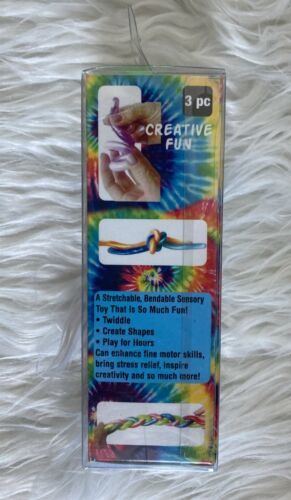 3 pc
CREATIVE
FUN
A Stretchable, Bendable Sensory
Toy That is So Much Fun!
• Twiddle
• Create Shapes
• Play for Hours
Can enhance fine motor skills,
bring stress relief, inspire
creativity and so much more!